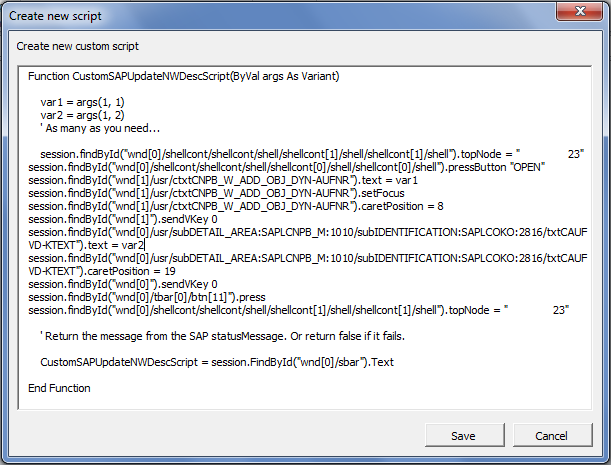 Create new script
Create new custom script
Function CustomSAPUpdateNWDescScript(ByVal args As Variant)
var1 = args(1, 1)
var2 = args(1, 2)
' As many as you need...
session.findById("wnd[0]/shellcont/shellcont/shell/shellcont[1]/shell/shellcont[1]/shell").topNode = "          23"
session.findById("wnd[0]/shellcont/shellcont/shell/shellcont[1]/shell/shellcont[0]/shell").pressButton "OPEN"
session.findById("wnd[1]/usr/ctxtCNPB_W_ADD_OBJ_DYN-AUFNR").text = var1
session.findById("wnd[1]/usr/ctxtCNPB_W_ADD_OBJ_DYN-AUFNR").setFocus
session.findById("wnd[1]/usr/ctxtCNPB_W_ADD_OBJ_DYN-AUFNR").caretPosition = 8
session.findById("wnd[1]").sendVKey 0
session.findById("wnd[0]/usr/subDETAIL_AREA:SAPLCNPB_M:1010/subIDENTIFICATION:SAPLCOKO:2816/txtCAUF
VD-KTEXT").text = var2
session.findById("wnd[0]/usr/subDETAIL_AREA:SAPLCNPB_M:1010/subIDENTIFICATION:SAPLCOKO:2816/txtCAUF
VD-KTEXT").caretPosition = 19
session.findById("wnd[0]").sendVKey 0
session.findById("wnd[0]/tbar[0]/btn[11]").press
session.findById("wnd[0]/shellcont/shellcont/shell/shellcont[1]/shell/shellcont[1]/shell").topNode = "          23"
' Return the message from the SAP statusMessage. Or return false if it fails.
CustomSAPUpdateNWDescScript = session.FindById("wnd[0]/sbar").Text
End Function
Save Cancel